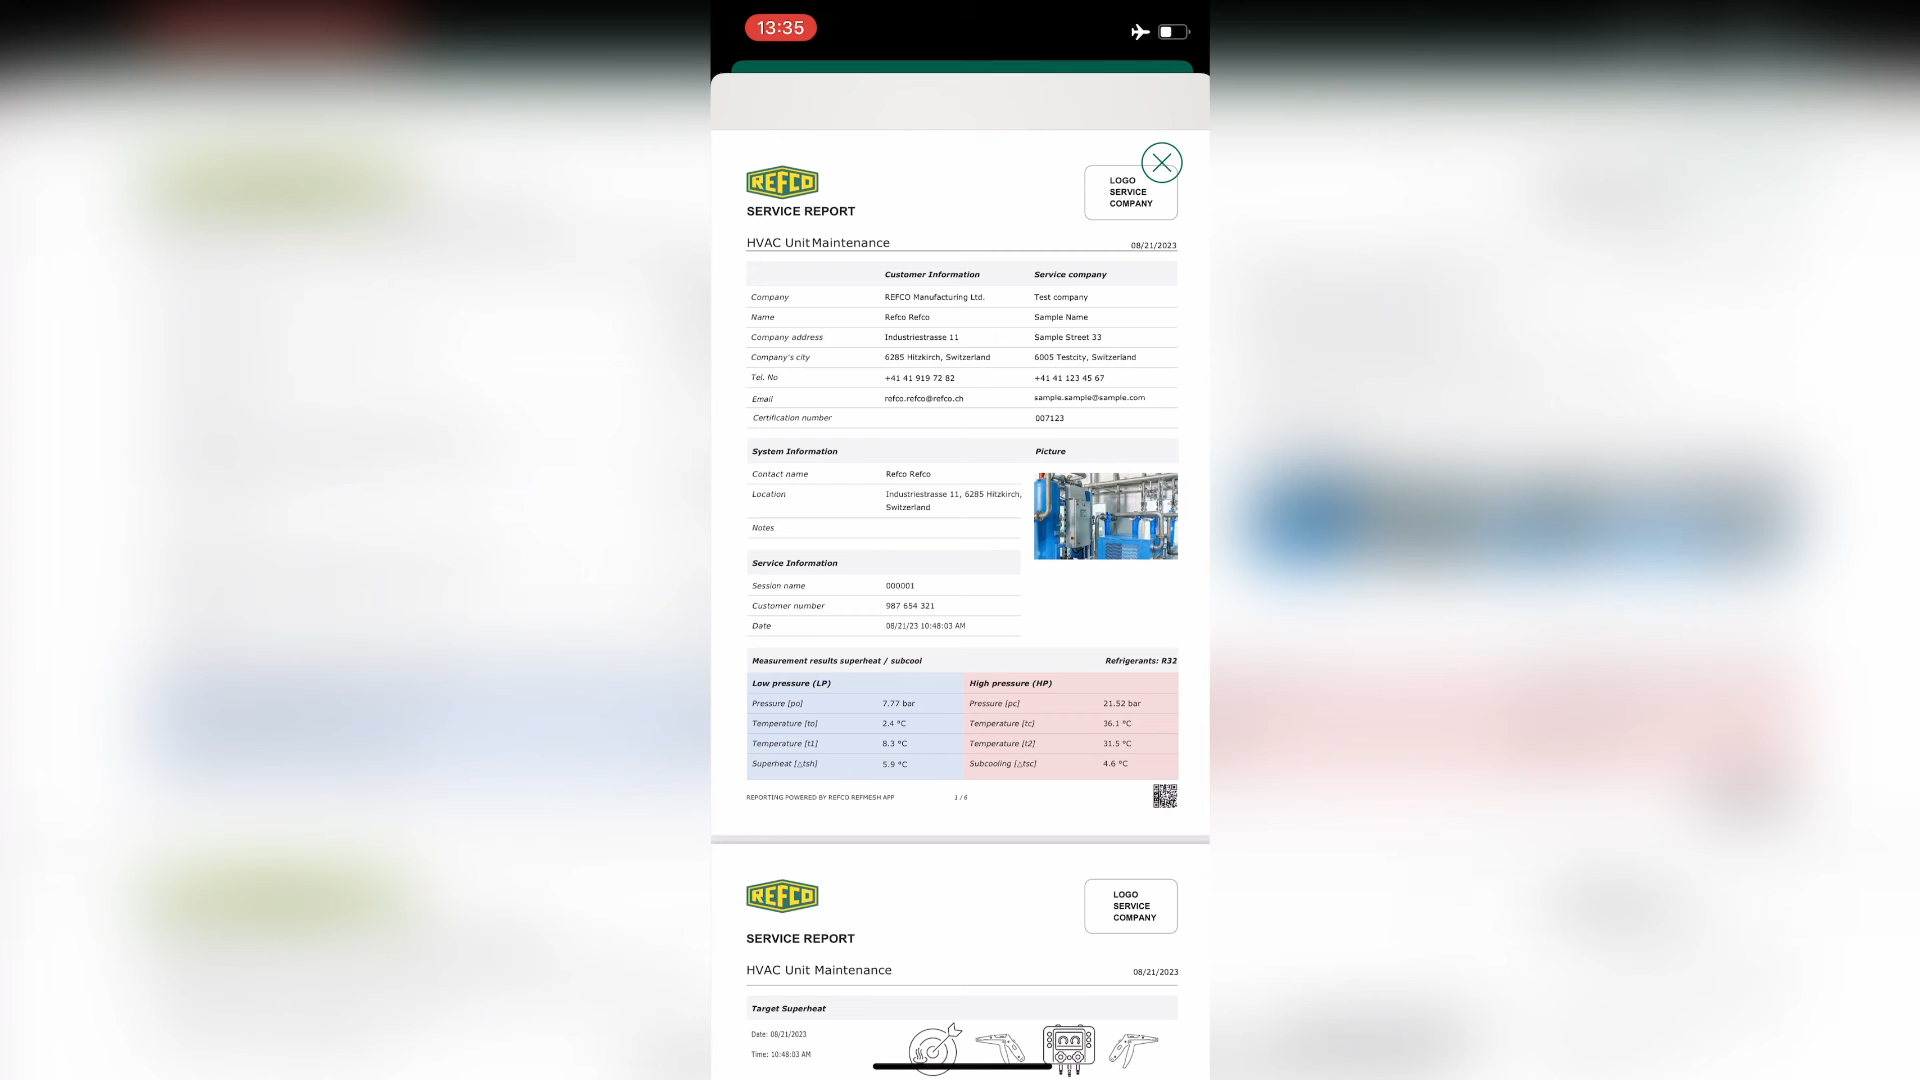 13:35
REFCO
LOGO
SERVICE
COMPANY
SERVICE REPORT
HVAC Unit Maintenance 08/21/2023
Customer Information Service company
Company REFCO Manufacturing Ltd. Test company
Name Refco Refco Sample Name
Company address Industriestrasse 11 Sample Street 33
Company's city 6285 Hitzkirch, Switzerland 6005 Testcity, Switzerland
Tel. No +41 41 919 72 82 +41 41 123 45 67
Email refco.refco@refco.ch sample.sample@sample.com
Certification number 007123
System Information Picture
Contact name Refco Refco
Location Industriestrasse 11, 6285 Hitzkirch,
Switzerland
Notes
Service Information
Session name 000001
Customer number 987 654 321
Date 08/21/23 10:48:03 AM
Measurement results superheat / subcool Refrigerants: R32
Low pressure (LP) High pressure (HP)
Pressure [po] 7.77 bar Pressure [pc] 21.52 bar
Temperature [to] 2.4 °C Temperature [tc] 36.1 °C
Temperature [t1] 8.3 °C Temperature [t2] 31.5 °C
Superheat [△tsh] 5.9 °C Subcooling [△tsc] 4.6 °C
REPORTING POWERED BY REFCO REFMESH APP 1 / 6
REFCO
LOGO
SERVICE
COMPANY
SERVICE REPORT
HVAC Unit Maintenance 08/21/2023
Target Superheat
Date: 08/21/2023
Time: 10:48:03 AM